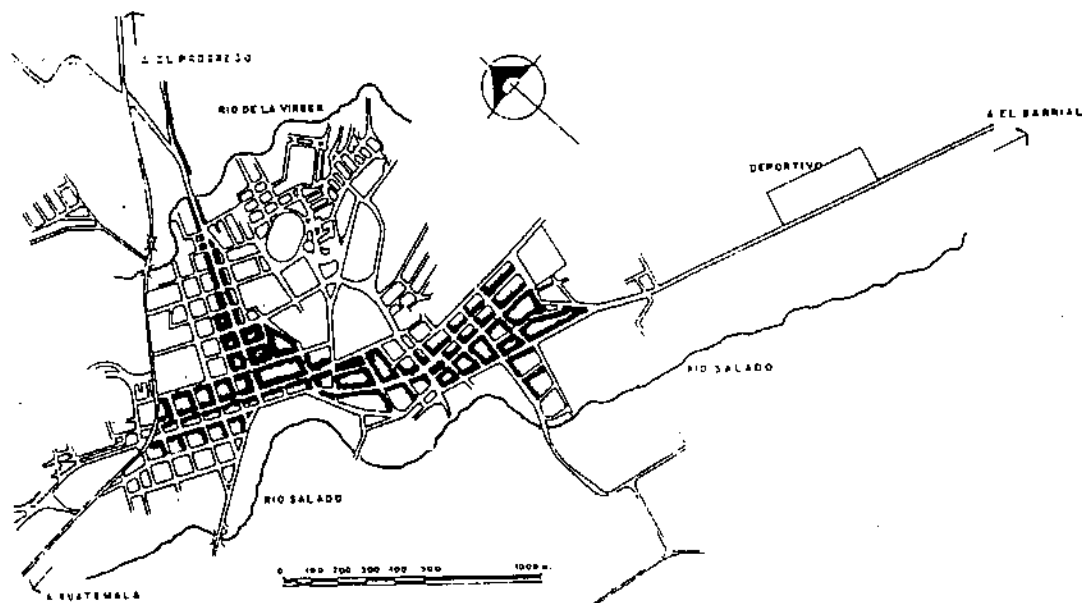 A EL PROGRESO
RIO DE LA VIRGEN
A EL BARRIAL
DEPORTIVO
RIO SALADO
RIO SALADO
0 100 200 300 400 500 1000 m.
A GUATEMALA